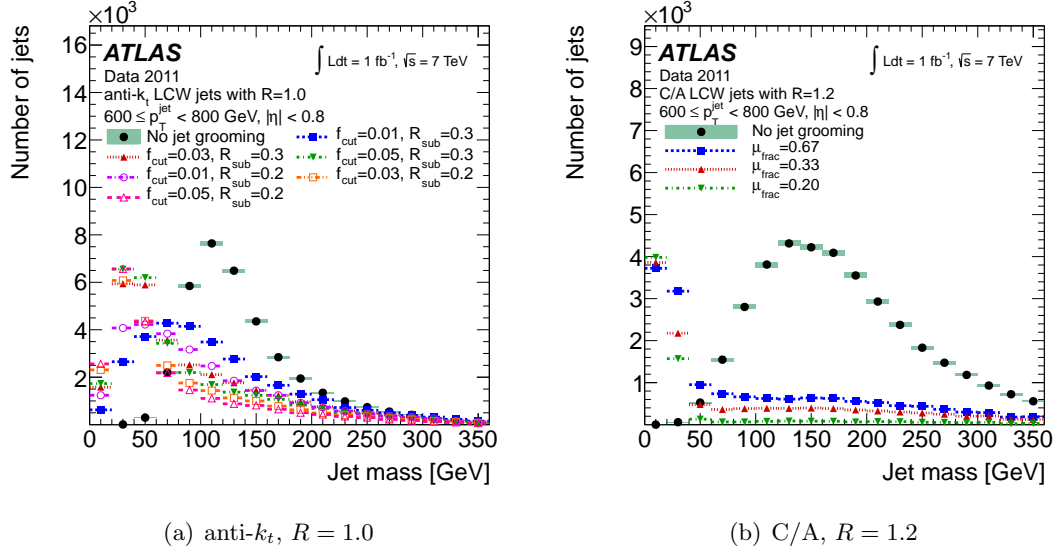 ×10³
16
14
12
10
8
6
4
2
Number of jets
ATLAS
∫ Ldt = 1 fb⁻¹, √s = 7 TeV
Data 2011
anti-kₜ LCW jets with R=1.0
600 ≤ p_T^jet < 800 GeV, |η| < 0.8
No jet grooming
f_cut=0.01, R_sub=0.3
f_cut=0.03, R_sub=0.3
f_cut=0.05, R_sub=0.3
f_cut=0.01, R_sub=0.2
f_cut=0.03, R_sub=0.2
f_cut=0.05, R_sub=0.2
0 50 100 150 200 250 300 350
Jet mass [GeV]
(a) anti-kₜ, R = 1.0
×10³
9
8
7
6
5
4
3
2
1
0
Number of jets
ATLAS
∫ Ldt = 1 fb⁻¹, √s = 7 TeV
Data 2011
C/A LCW jets with R=1.2
600 ≤ p_T^jet < 800 GeV, |η| < 0.8
No jet grooming
μ_frac=0.67
μ_frac=0.33
μ_frac=0.20
0 50 100 150 200 250 300 350
Jet mass [GeV]
(b) C/A, R = 1.2